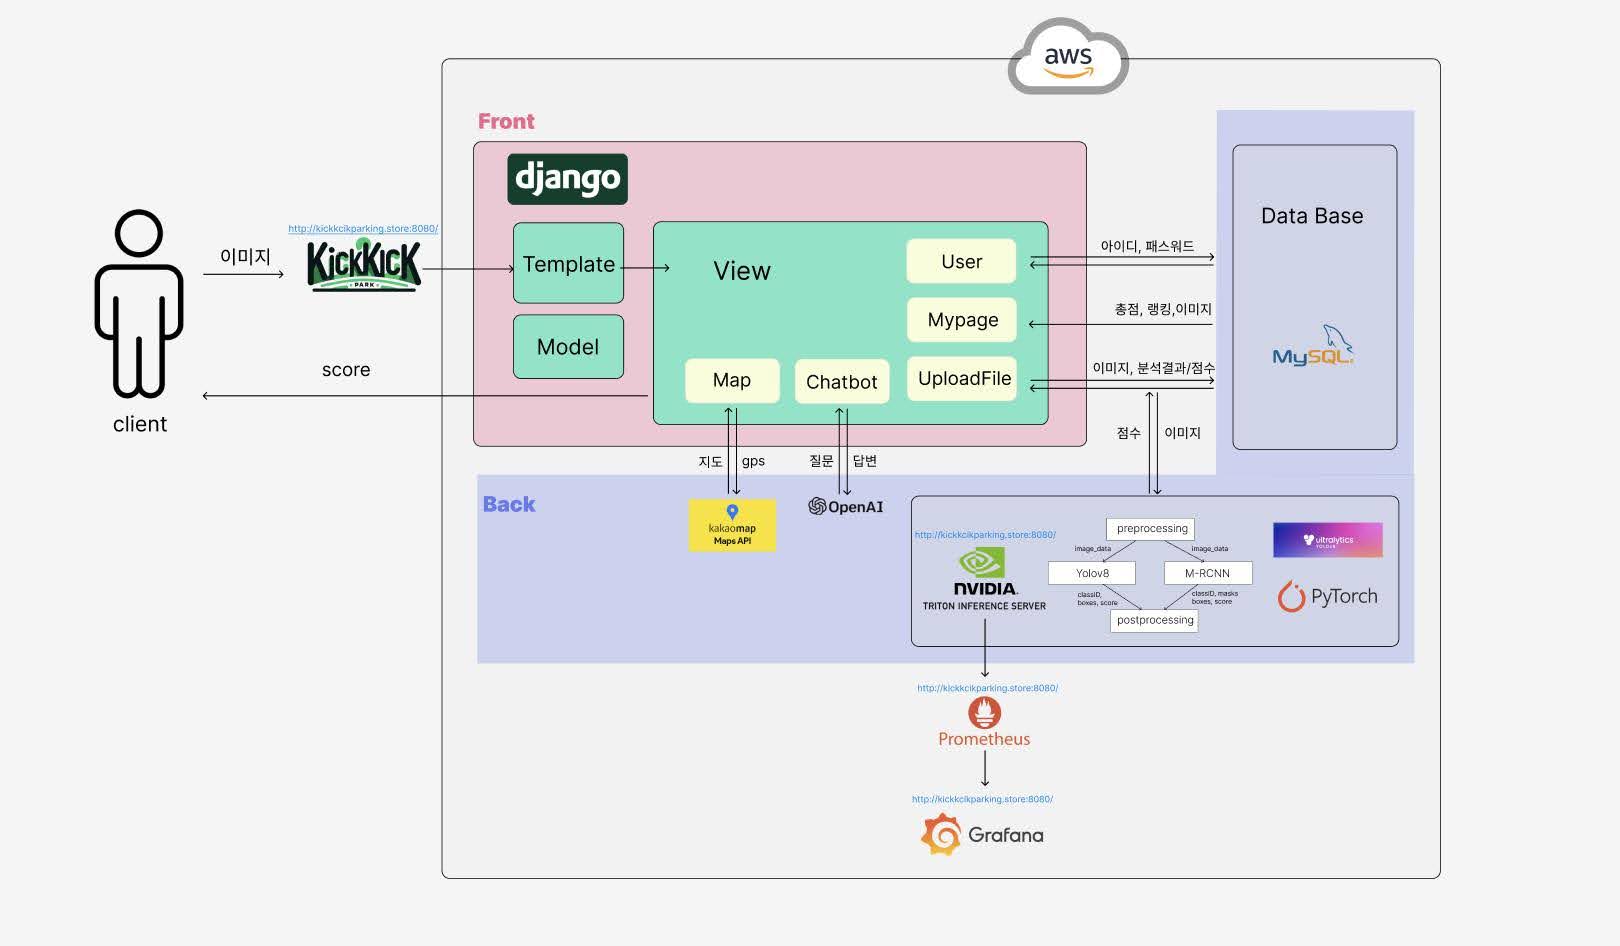 aws
Front
django
http://kickkcikparking.store:8080/
이미지
KICKKICK
PARK
Template
Model
View
User
Mypage
UploadFile
Map
Chatbot
score
client
아이디, 패스워드
총점, 랭킹,이미지
이미지, 분석결과/점수
점수
이미지
Data Base
MySQL
지도
gps
질문
답변
Back
kakaomap
Maps API
OpenAI
http://kickkcikparking.store:8080/
NVIDIA.
TRITON INFERENCE SERVER
preprocessing
image_data
image_data
Yolov8
M-RCNN
classID,
boxes, score
classID, masks
boxes, score
postprocessing
ultralytics
YOLOv8
PyTorch
http://kickkcikparking.store:8080/
Prometheus
http://kickkcikparking.store:8080/
Grafana